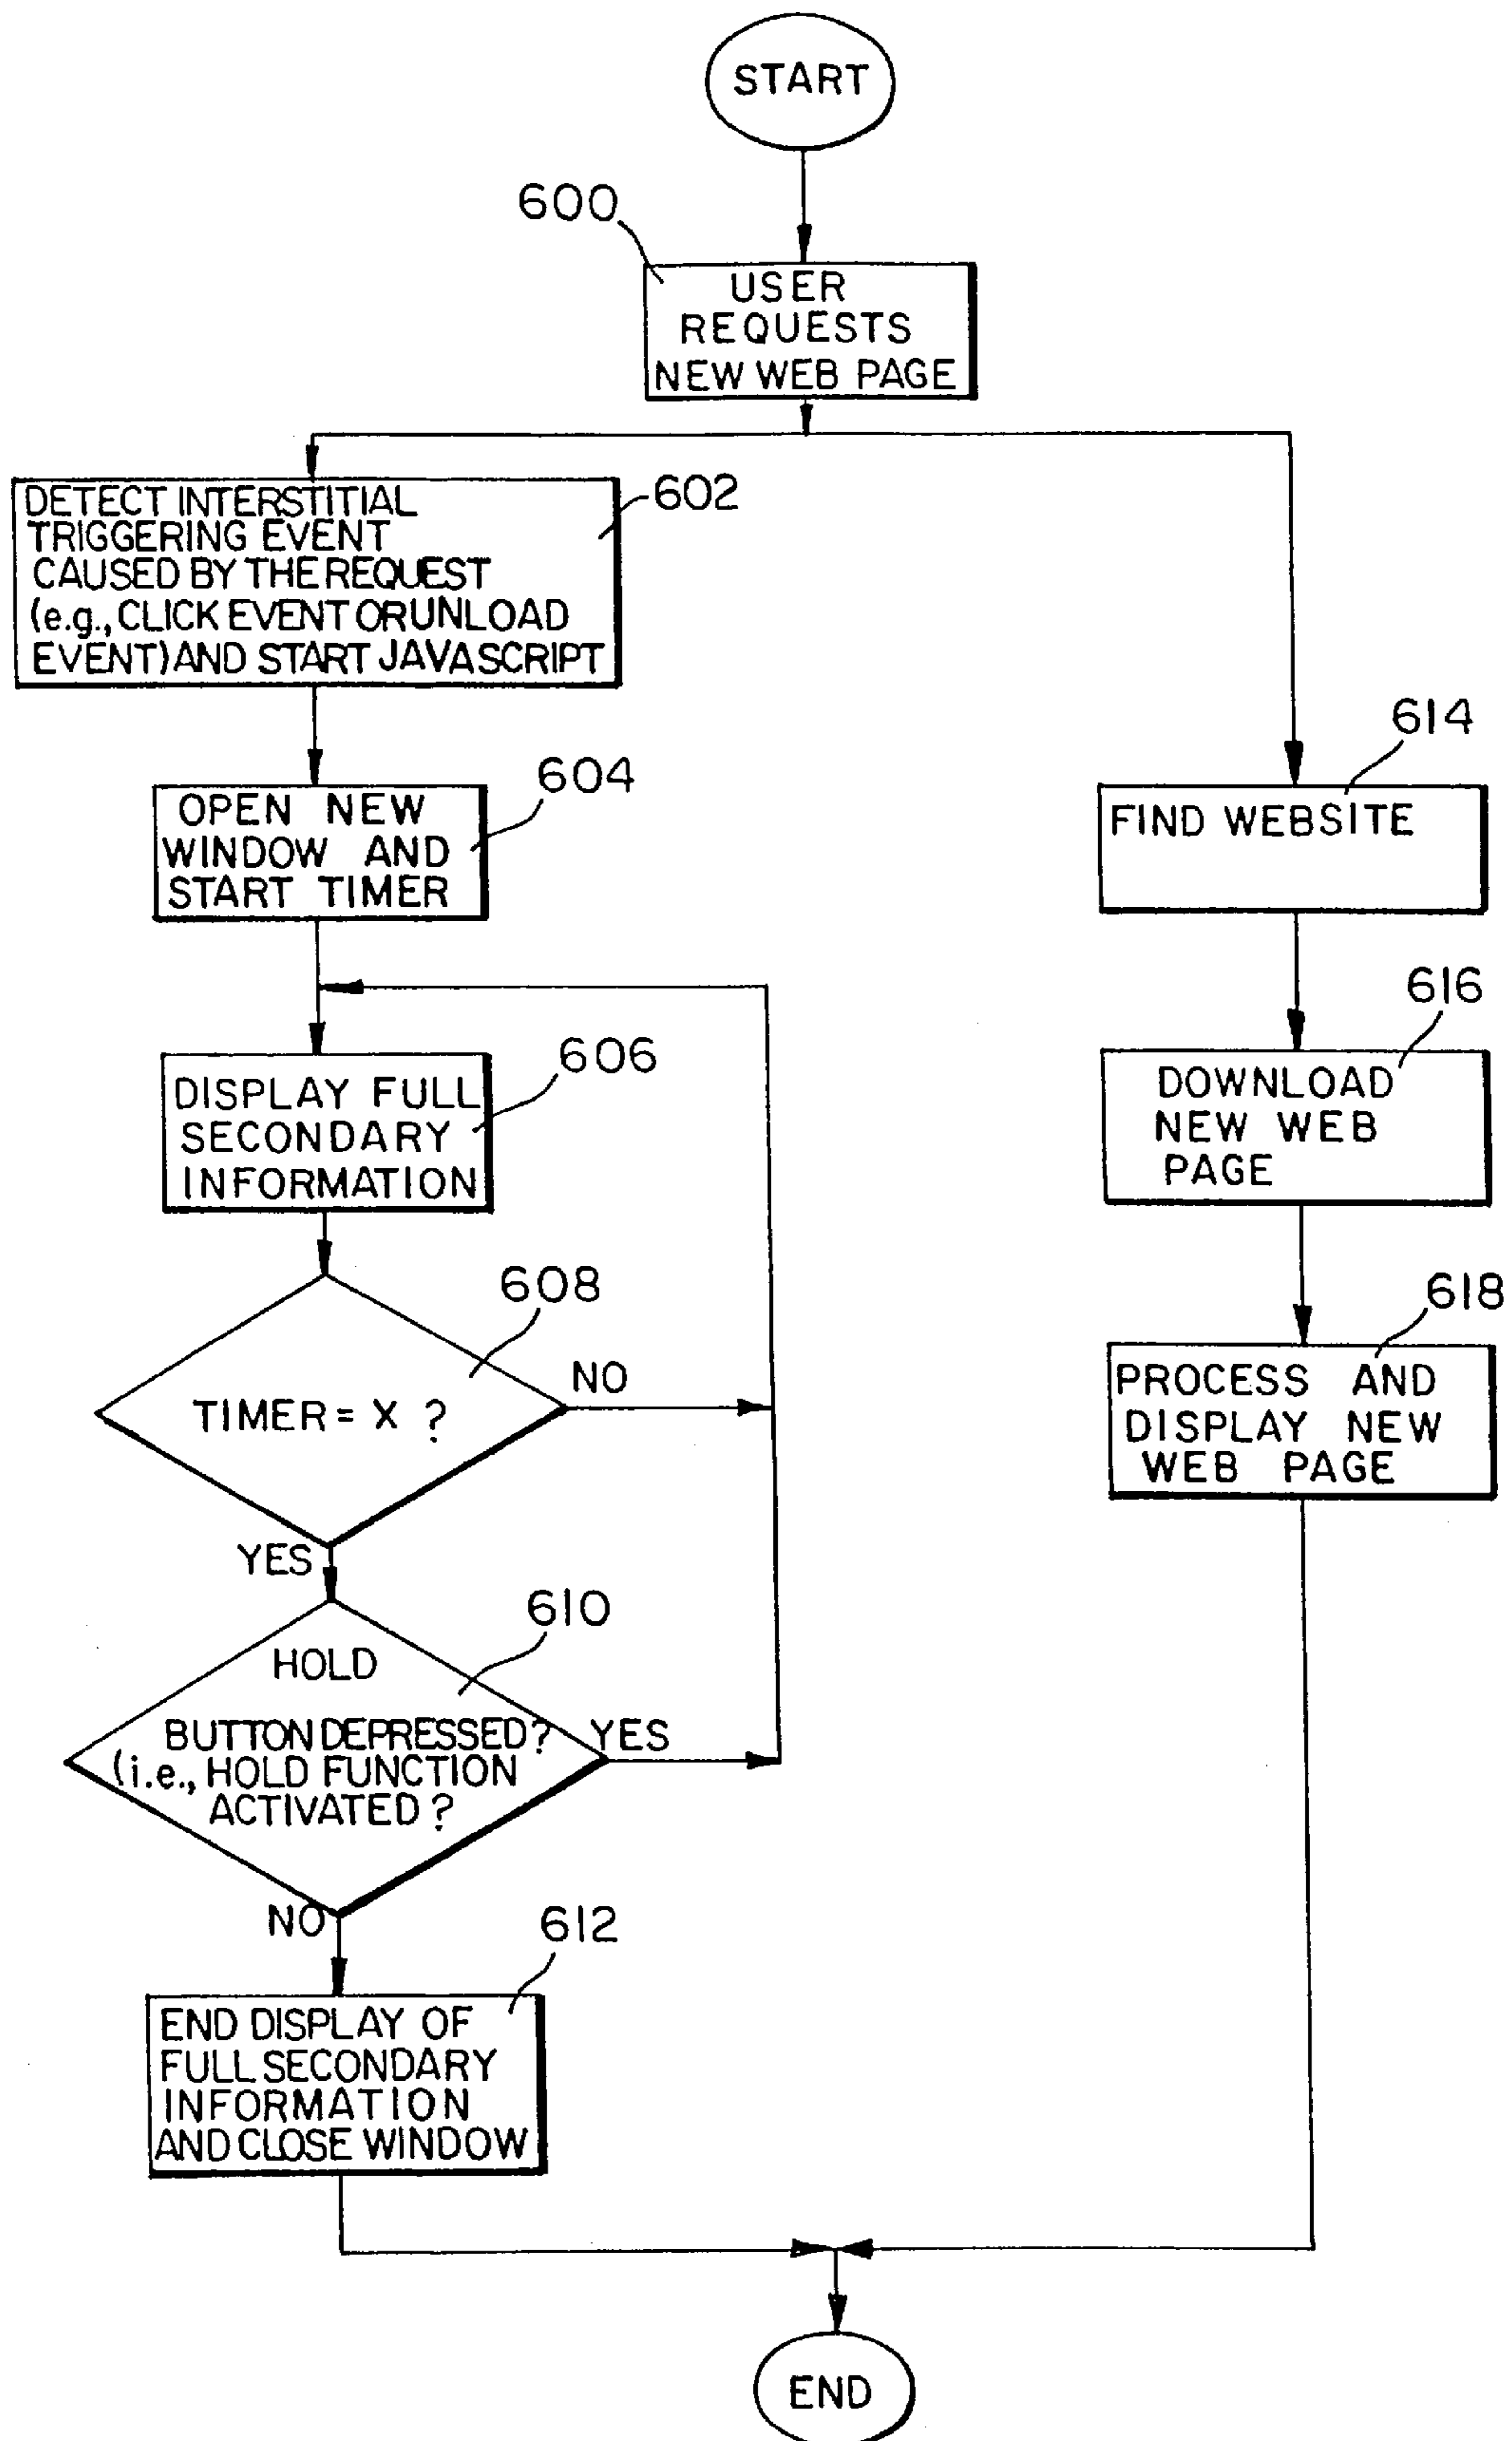 START
600
USER
REQUESTS
NEW WEB PAGE
602
DETECT INTERSTITIAL
TRIGGERING EVENT
CAUSED BY THE REQUEST
(e.g., CLICK EVENT OR UNLOAD
EVENT) AND START JAVASCRIPT
604
OPEN NEW
WINDOW AND
START TIMER
606
DISPLAY FULL
SECONDARY
INFORMATION
608
TIMER = X ?
NO
YES
610
HOLD
BUTTON DEPRESSED?
(i.e., HOLD FUNCTION
ACTIVATED?
YES
NO
612
END DISPLAY OF
FULL SECONDARY
INFORMATION
AND CLOSE WINDOW
614
FIND WEBSITE
616
DOWNLOAD
NEW WEB
PAGE
618
PROCESS AND
DISPLAY NEW
WEB PAGE
END